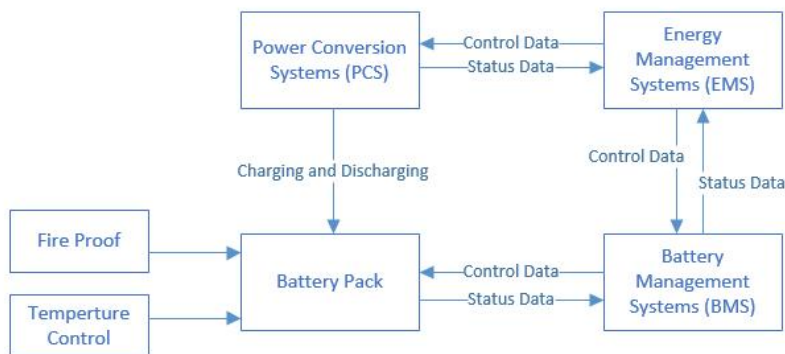 Power Conversion
Systems (PCS)
Control Data
Status Data
Energy
Management
Systems (EMS)
Charging and Discharging
Control Data
Status Data
Fire Proof
Battery Pack
Control Data
Status Data
Battery
Management
Systems (BMS)
Temperture
Control